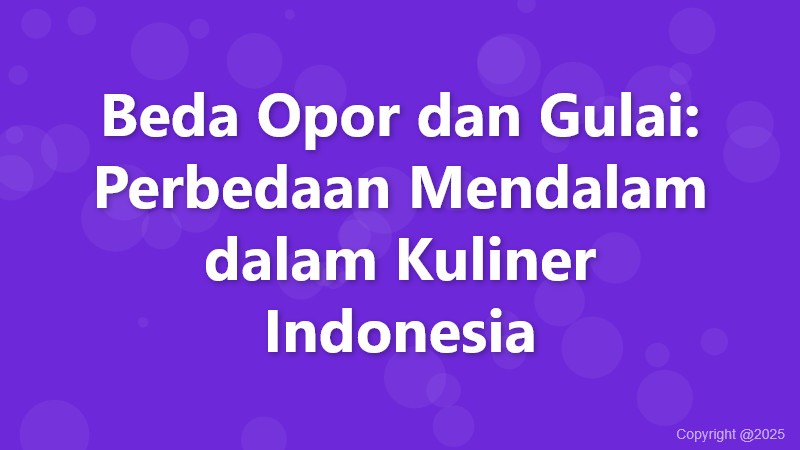 Beda Opor dan Gulai:
Perbedaan Mendalam
dalam Kuliner
Indonesia
Copyright @2025